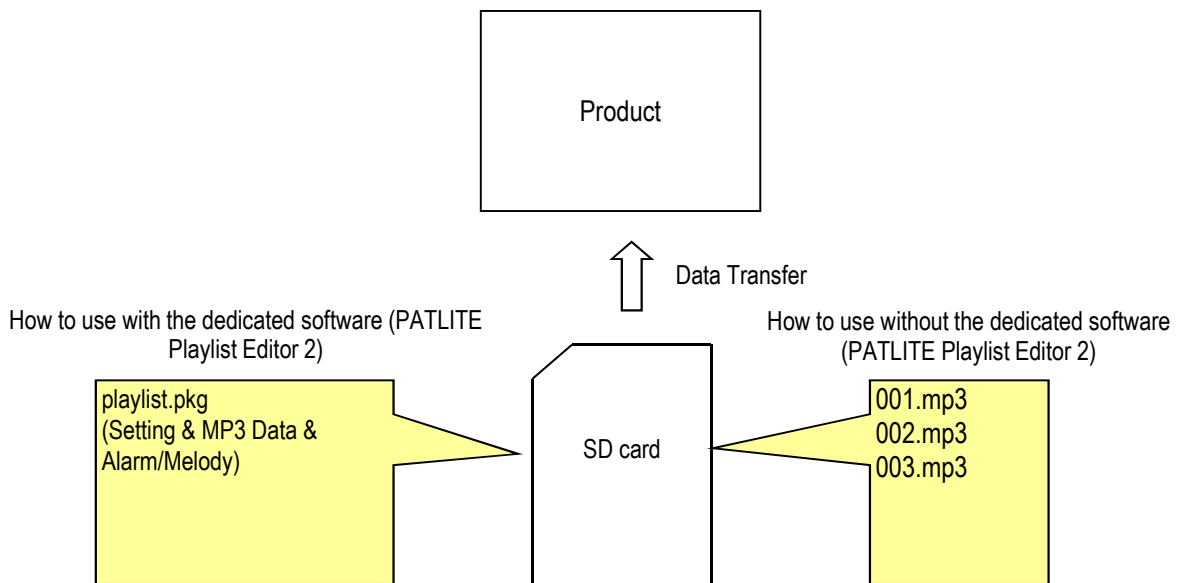 Product
Data Transfer
How to use with the dedicated software (PATLITE
Playlist Editor 2)
How to use without the dedicated software
(PATLITE Playlist Editor 2)
playlist.pkg
(Setting & MP3 Data &
Alarm/Melody)
SD card
001.mp3
002.mp3
003.mp3